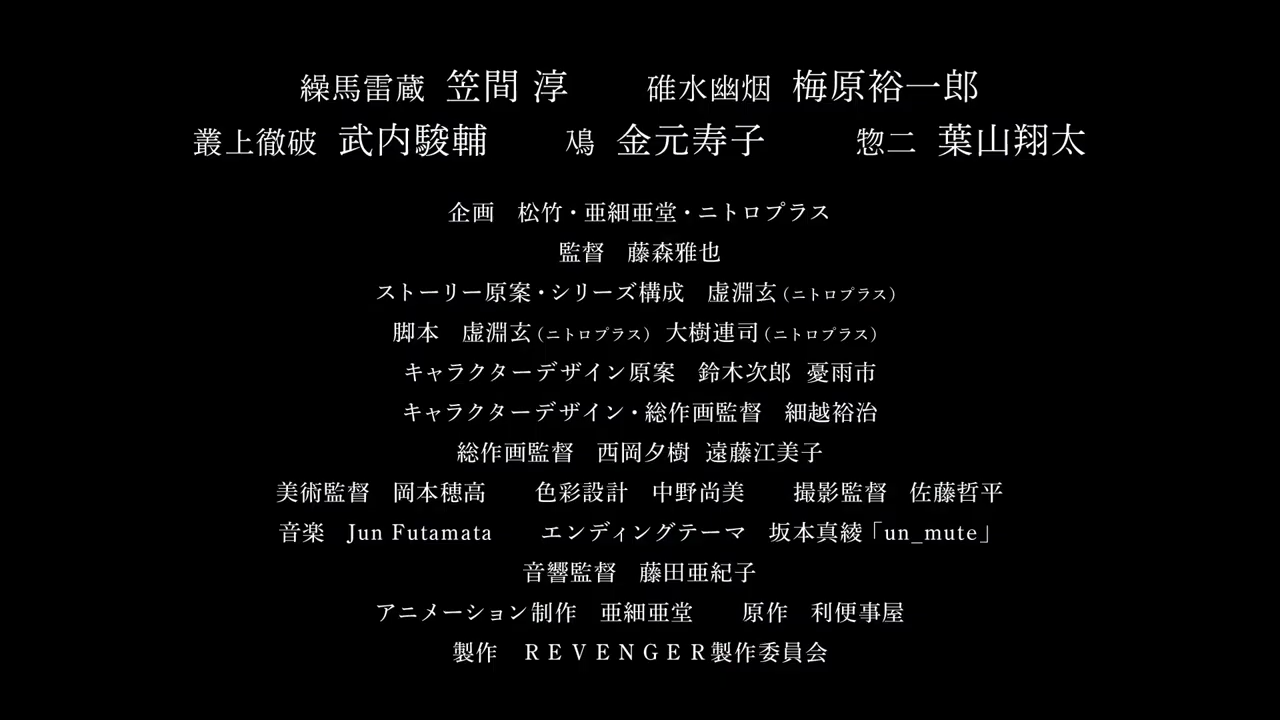 繰馬雷蔵 笠間 淳　　碓水幽烟 梅原裕一郎
叢上徹破 武内駿輔　　鳰 金元寿子　　惣二 葉山翔太
企画　松竹・亜細亜堂・ニトロプラス
監督　藤森雅也
ストーリー原案・シリーズ構成　虚淵玄（ニトロプラス）
脚本　虚淵玄（ニトロプラス） 大樹連司（ニトロプラス）
キャラクターデザイン原案　鈴木次郎 憂雨市
キャラクターデザイン・総作画監督　細越裕治
総作画監督　西岡夕樹 遠藤江美子
美術監督　岡本穂高　　色彩設計　中野尚美　　撮影監督　佐藤哲平
音楽　Jun Futamata　　エンディングテーマ　坂本真綾「un_mute」
音響監督　藤田亜紀子
アニメーション制作　亜細亜堂　　原作　利便事屋
製作　ＲＥＶＥＮＧＥＲ製作委員会